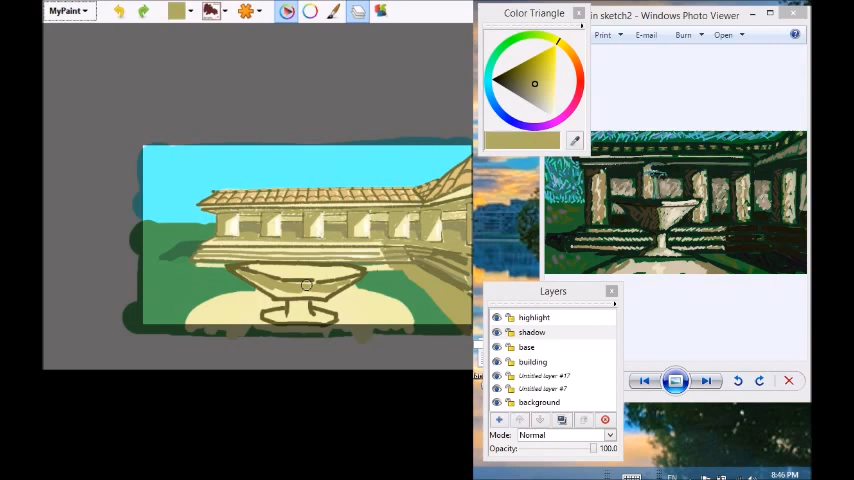 MyPaint
Color Triangle
in sketch2 - Windows Photo Viewer
Print
E-mail
Burn
Open
Layers
highlight
shadow
base
building
Untitled layer #17
Untitled layer #7
background
Mode: Normal
Opacity: 100.0
EN
8:46 PM